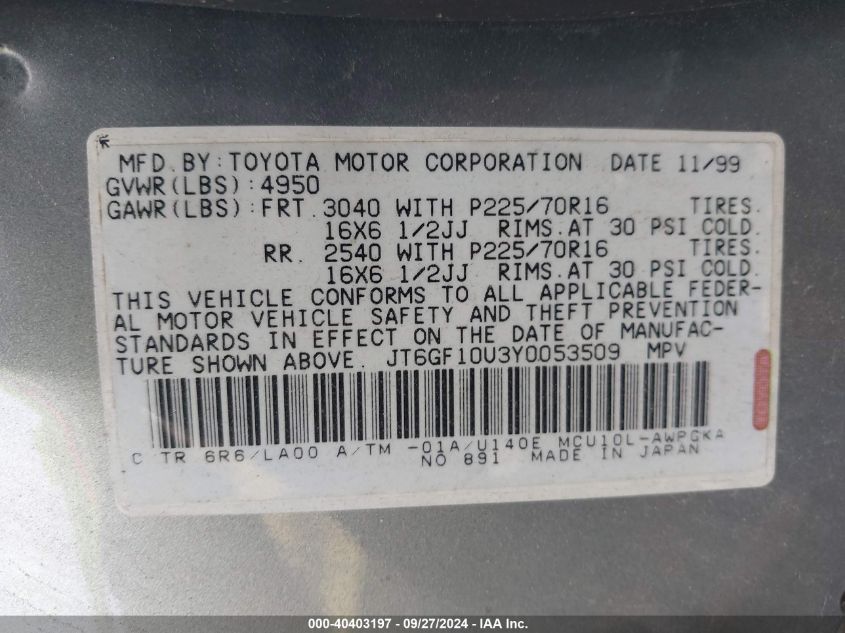 MFD. BY: TOYOTA MOTOR CORPORATION DATE 11/99
GVWR(LBS):4950
GAWR(LBS):FRT. 3040 WITH P225/70R16 TIRES.
16X6 1/2JJ RIMS.AT 30 PSI COLD.
RR. 2540 WITH P225/70R16 TIRES.
16X6 1/2JJ RIMS.AT 30 PSI COLD.
THIS VEHICLE CONFORMS TO ALL APPLICABLE FEDER-
AL MOTOR VEHICLE SAFETY AND THEFT PREVENTION
STANDARDS IN EFFECT ON THE DATE OF MANUFAC-
TURE SHOWN ABOVE. JT6GF10U3Y0053509 MPV
TOYOTA
C TR 6R6/LA00 A/TM -01A/U140E MCU10L-AWPGKA
NO 891 MADE IN JAPAN
000-40403197 - 09/27/2024 - IAA Inc.